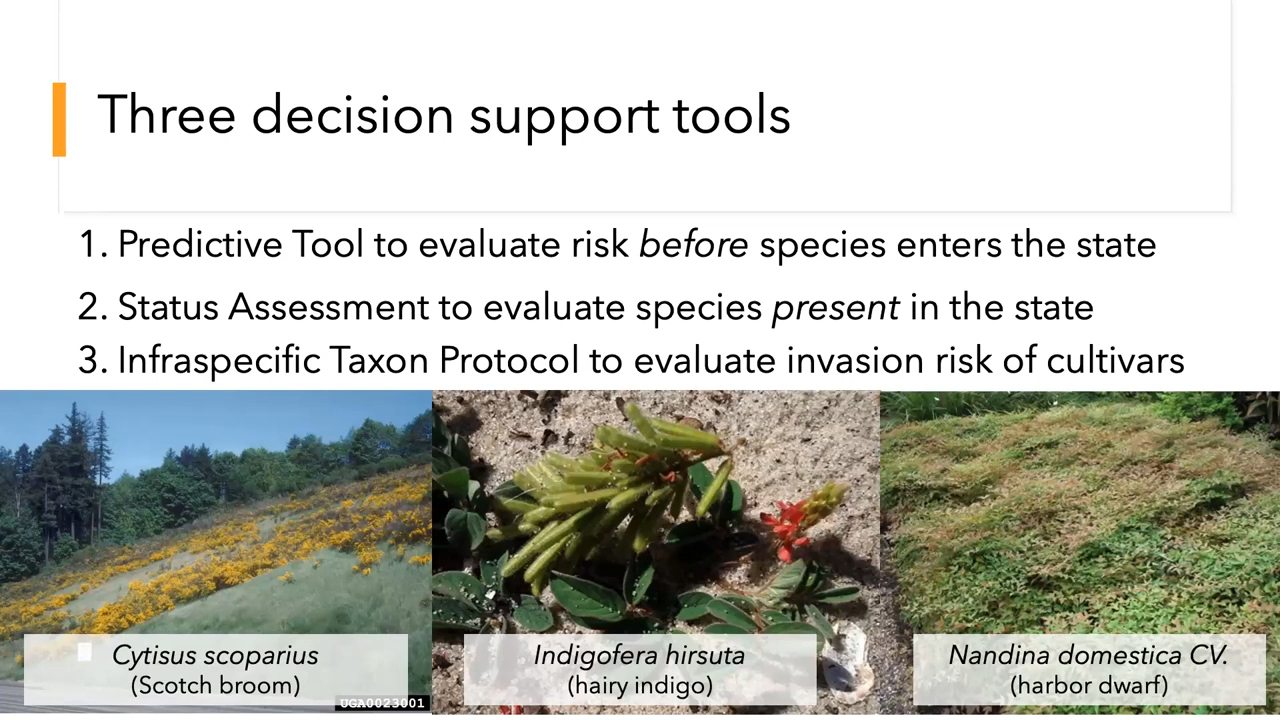 Three decision support tools
1. Predictive Tool to evaluate risk before species enters the state
2. Status Assessment to evaluate species present in the state
3. Infraspecific Taxon Protocol to evaluate invasion risk of cultivars
Cytisus scoparius
(Scotch broom)
UGA0023001
Indigofera hirsuta
(hairy indigo)
Nandina domestica CV.
(harbor dwarf)